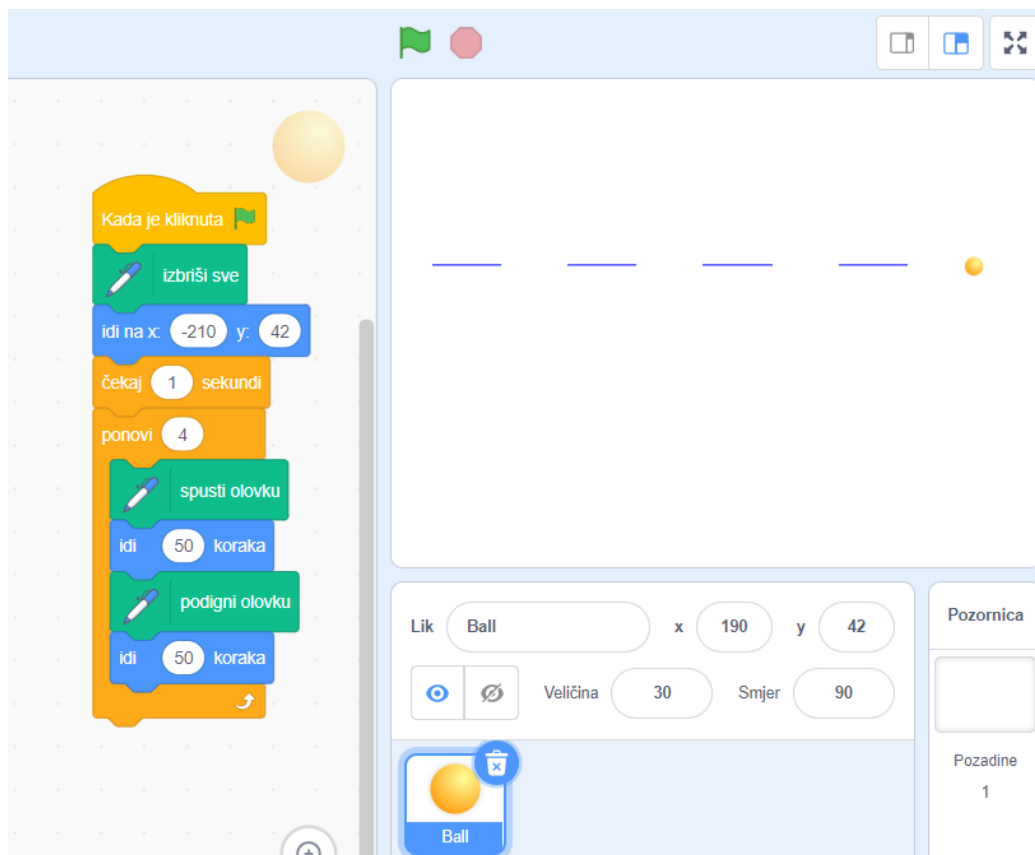 Kada je kliknuta
izbriši sve
idi na x: -210 y: 42
čekaj 1 sekundi
ponovi 4
spusti olovku
idi 50 koraka
podigni olovku
idi 50 koraka
Lik Ball x 190 y 42
Veličina 30 Smjer 90
Ball
Pozornica
Pozadine
1